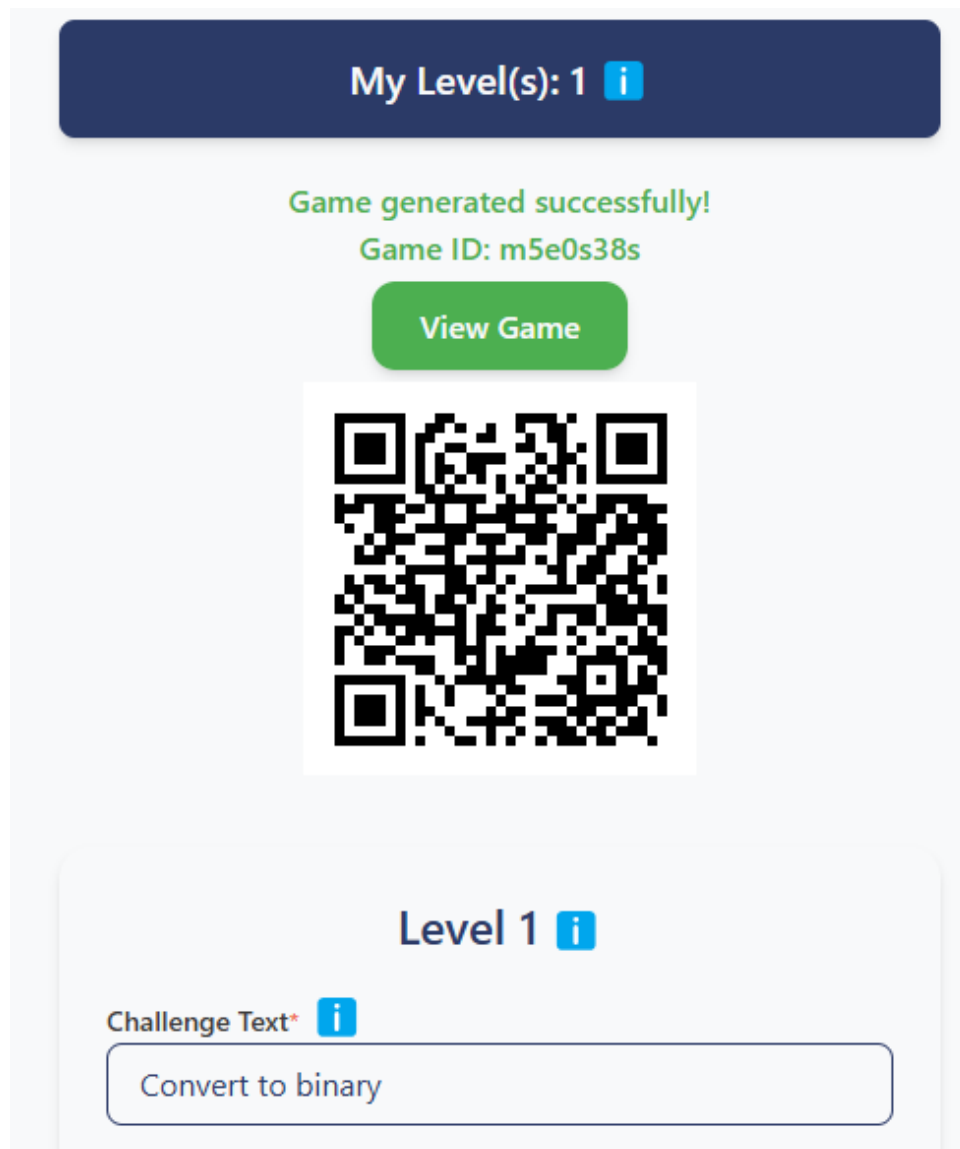 My Level(s): 1 i
Game generated successfully!
Game ID: m5e0s38s
View Game
Level 1 i
Challenge Text* i
Convert to binary